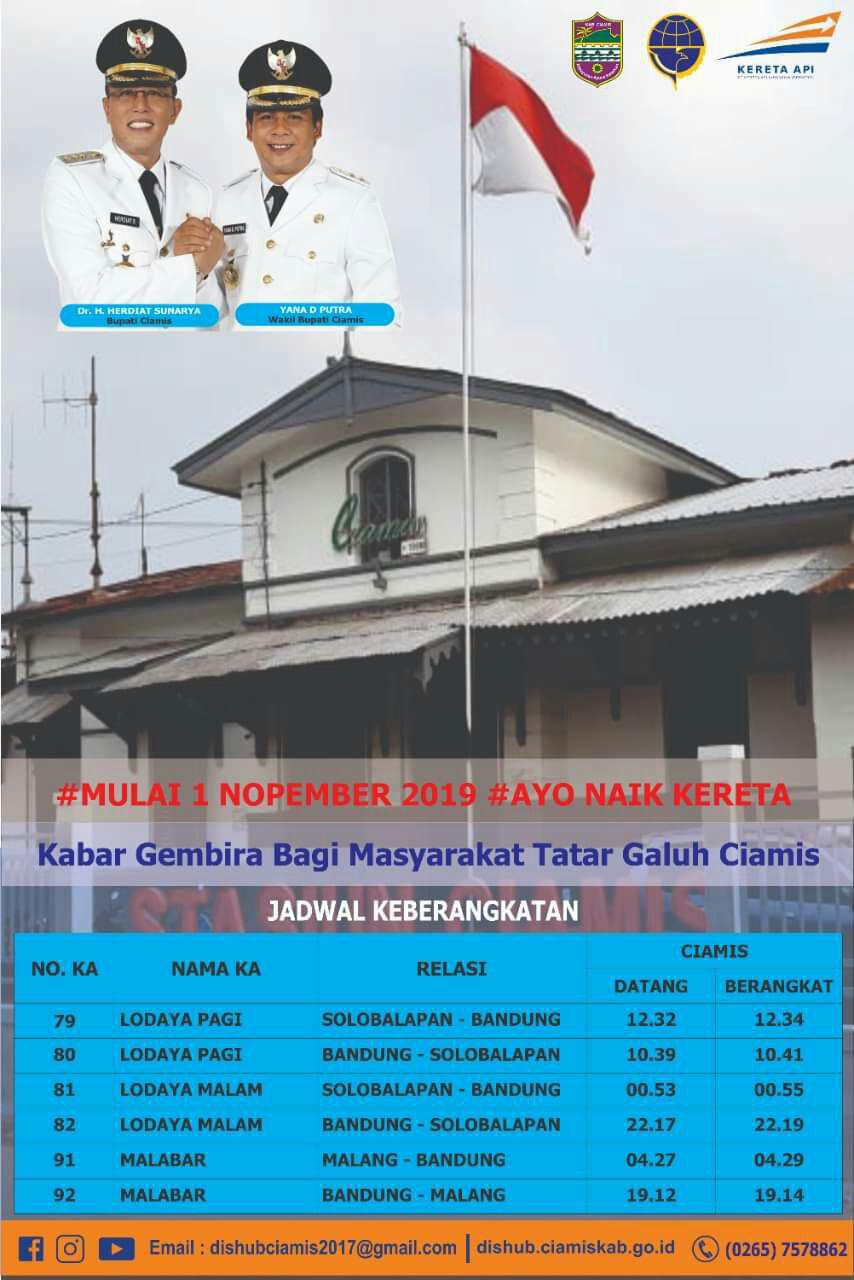 KERETA API
HERDIAT S
YANA D PUTRA
Dr. H. HERDIAT SUNARYA
Bupati Ciamis
YANA D PUTRA
Wakil Bupati Ciamis
Ciamis
#MULAI 1 NOPEMBER 2019 #AYO NAIK KERETA
Kabar Gembira Bagi Masyarakat Tatar Galuh Ciamis
STASIUN CIAMIS
JADWAL KEBERANGKATAN
NO. KA NAMA KA RELASI CIAMIS
DATANG BERANGKAT
79 LODAYA PAGI SOLOBALAPAN - BANDUNG 12.32 12.34
80 LODAYA PAGI BANDUNG - SOLOBALAPAN 10.39 10.41
81 LODAYA MALAM SOLOBALAPAN - BANDUNG 00.53 00.55
82 LODAYA MALAM BANDUNG - SOLOBALAPAN 22.17 22.19
91 MALABAR MALANG - BANDUNG 04.27 04.29
92 MALABAR BANDUNG - MALANG 19.12 19.14
Email : dishubciamis2017@gmail.com | dishub.ciamiskab.go.id (0265) 7578862